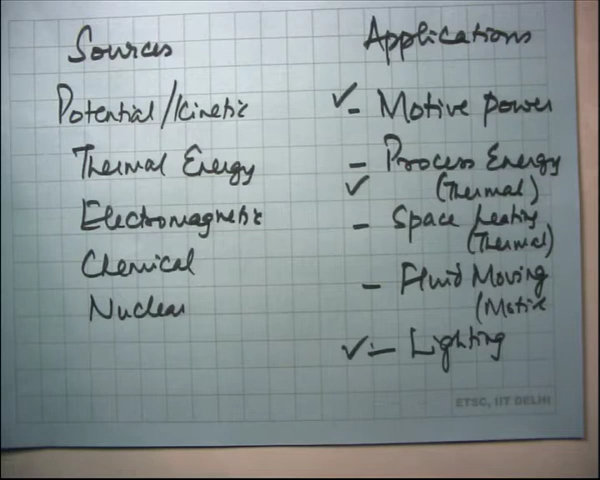 Sources
Applications
Potential/Kinetic
✓ - Motive power
Thermal Energy
- Process Energy
✓ (Thermal)
Electromagnetic
- Space heating
(Thermal)
Chemical
- Fluid Moving
(Motive
Nuclear
✓ - Lighting
ETSC, IIT DELHI